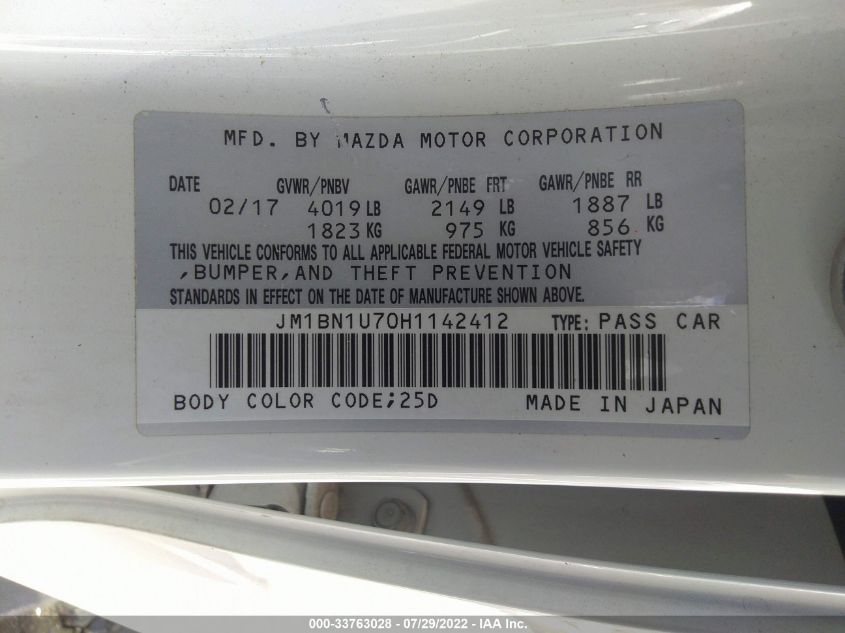 MFD. BY MAZDA MOTOR CORPORATION
DATE GVWR/PNBV GAWR/PNBE FRT GAWR/PNBE RR
02/17 4019 LB 2149 LB 1887 LB
1823 KG 975 KG 856 KG
THIS VEHICLE CONFORMS TO ALL APPLICABLE FEDERAL MOTOR VEHICLE SAFETY
,BUMPER,AND THEFT PREVENTION
STANDARDS IN EFFECT ON THE DATE OF MANUFACTURE SHOWN ABOVE.
JM1BN1U70H1142412 TYPE: PASS CAR
BODY COLOR CODE;25D MADE IN JAPAN
000-33763028 - 07/29/2022 - IAA Inc.